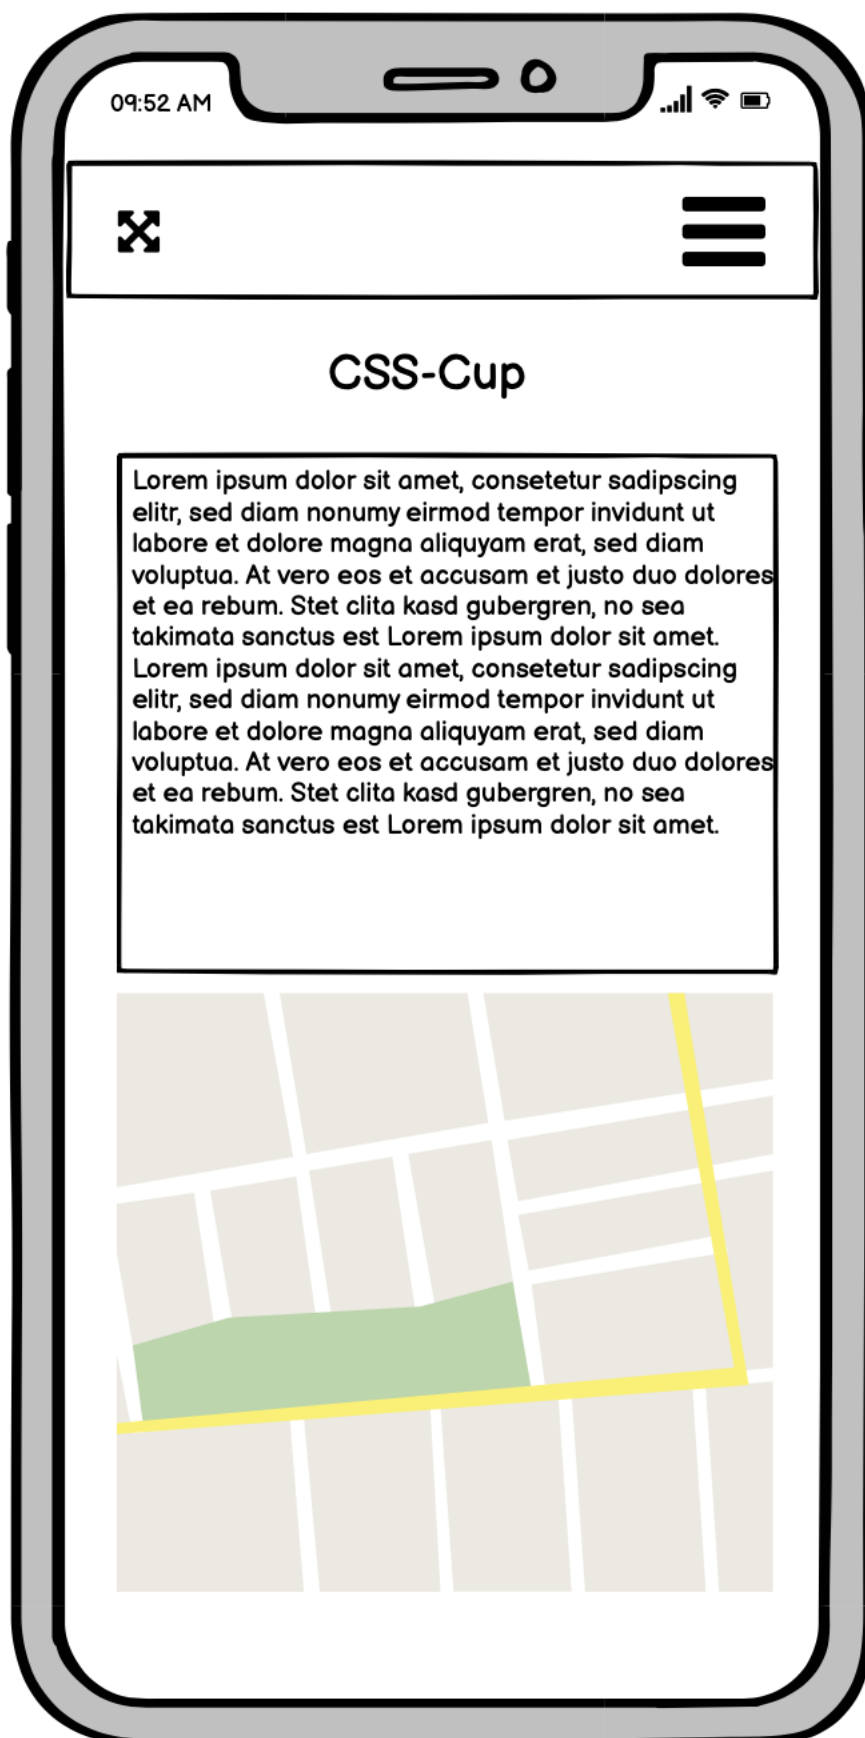 09:52 AM
CSS-Cup
Lorem ipsum dolor sit amet, consetetur sadipscing
elitr, sed diam nonumy eirmod tempor invidunt ut
labore et dolore magna aliquyam erat, sed diam
voluptua. At vero eos et accusam et justo duo dolores
et ea rebum. Stet clita kasd gubergren, no sea
takimata sanctus est Lorem ipsum dolor sit amet.
Lorem ipsum dolor sit amet, consetetur sadipscing
elitr, sed diam nonumy eirmod tempor invidunt ut
labore et dolore magna aliquyam erat, sed diam
voluptua. At vero eos et accusam et justo duo dolores
et ea rebum. Stet clita kasd gubergren, no sea
takimata sanctus est Lorem ipsum dolor sit amet.